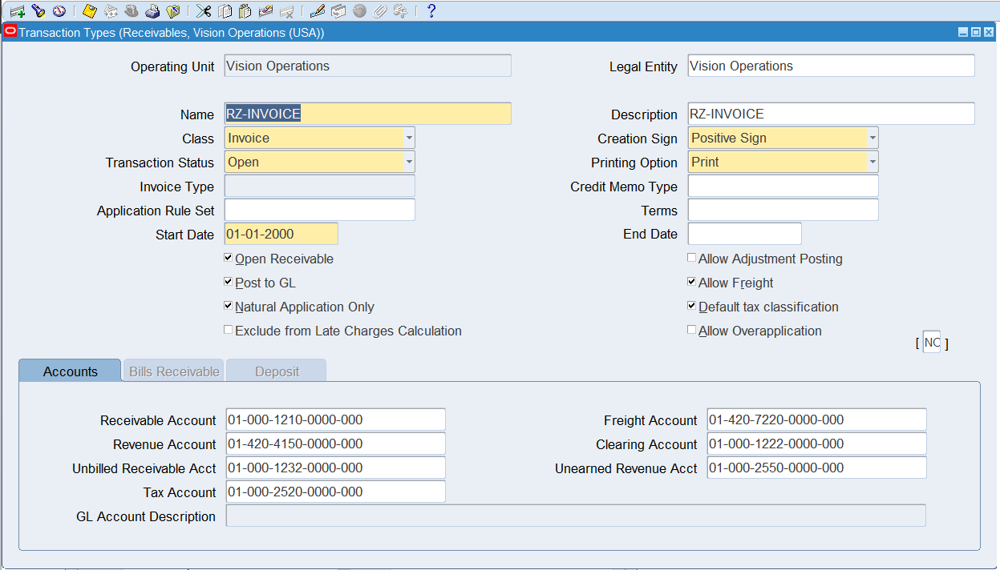 Transaction Types (Receivables, Vision Operations (USA))
Operating Unit Vision Operations Legal Entity Vision Operations
Name RZ-INVOICE Description RZ-INVOICE
Class Invoice Creation Sign Positive Sign
Transaction Status Open Printing Option Print
Invoice Type Credit Memo Type
Application Rule Set Terms
Start Date 01-01-2000 End Date
Open Receivable Allow Adjustment Posting
Post to GL Allow Freight
Natural Application Only Default tax classification
Exclude from Late Charges Calculation Allow Overapplication
[ NC ]
Accounts Bills Receivable Deposit
Receivable Account 01-000-1210-0000-000 Freight Account 01-420-7220-0000-000
Revenue Account 01-420-4150-0000-000 Clearing Account 01-000-1222-0000-000
Unbilled Receivable Acct 01-000-1232-0000-000 Unearned Revenue Acct 01-000-2550-0000-000
Tax Account 01-000-2520-0000-000
GL Account Description